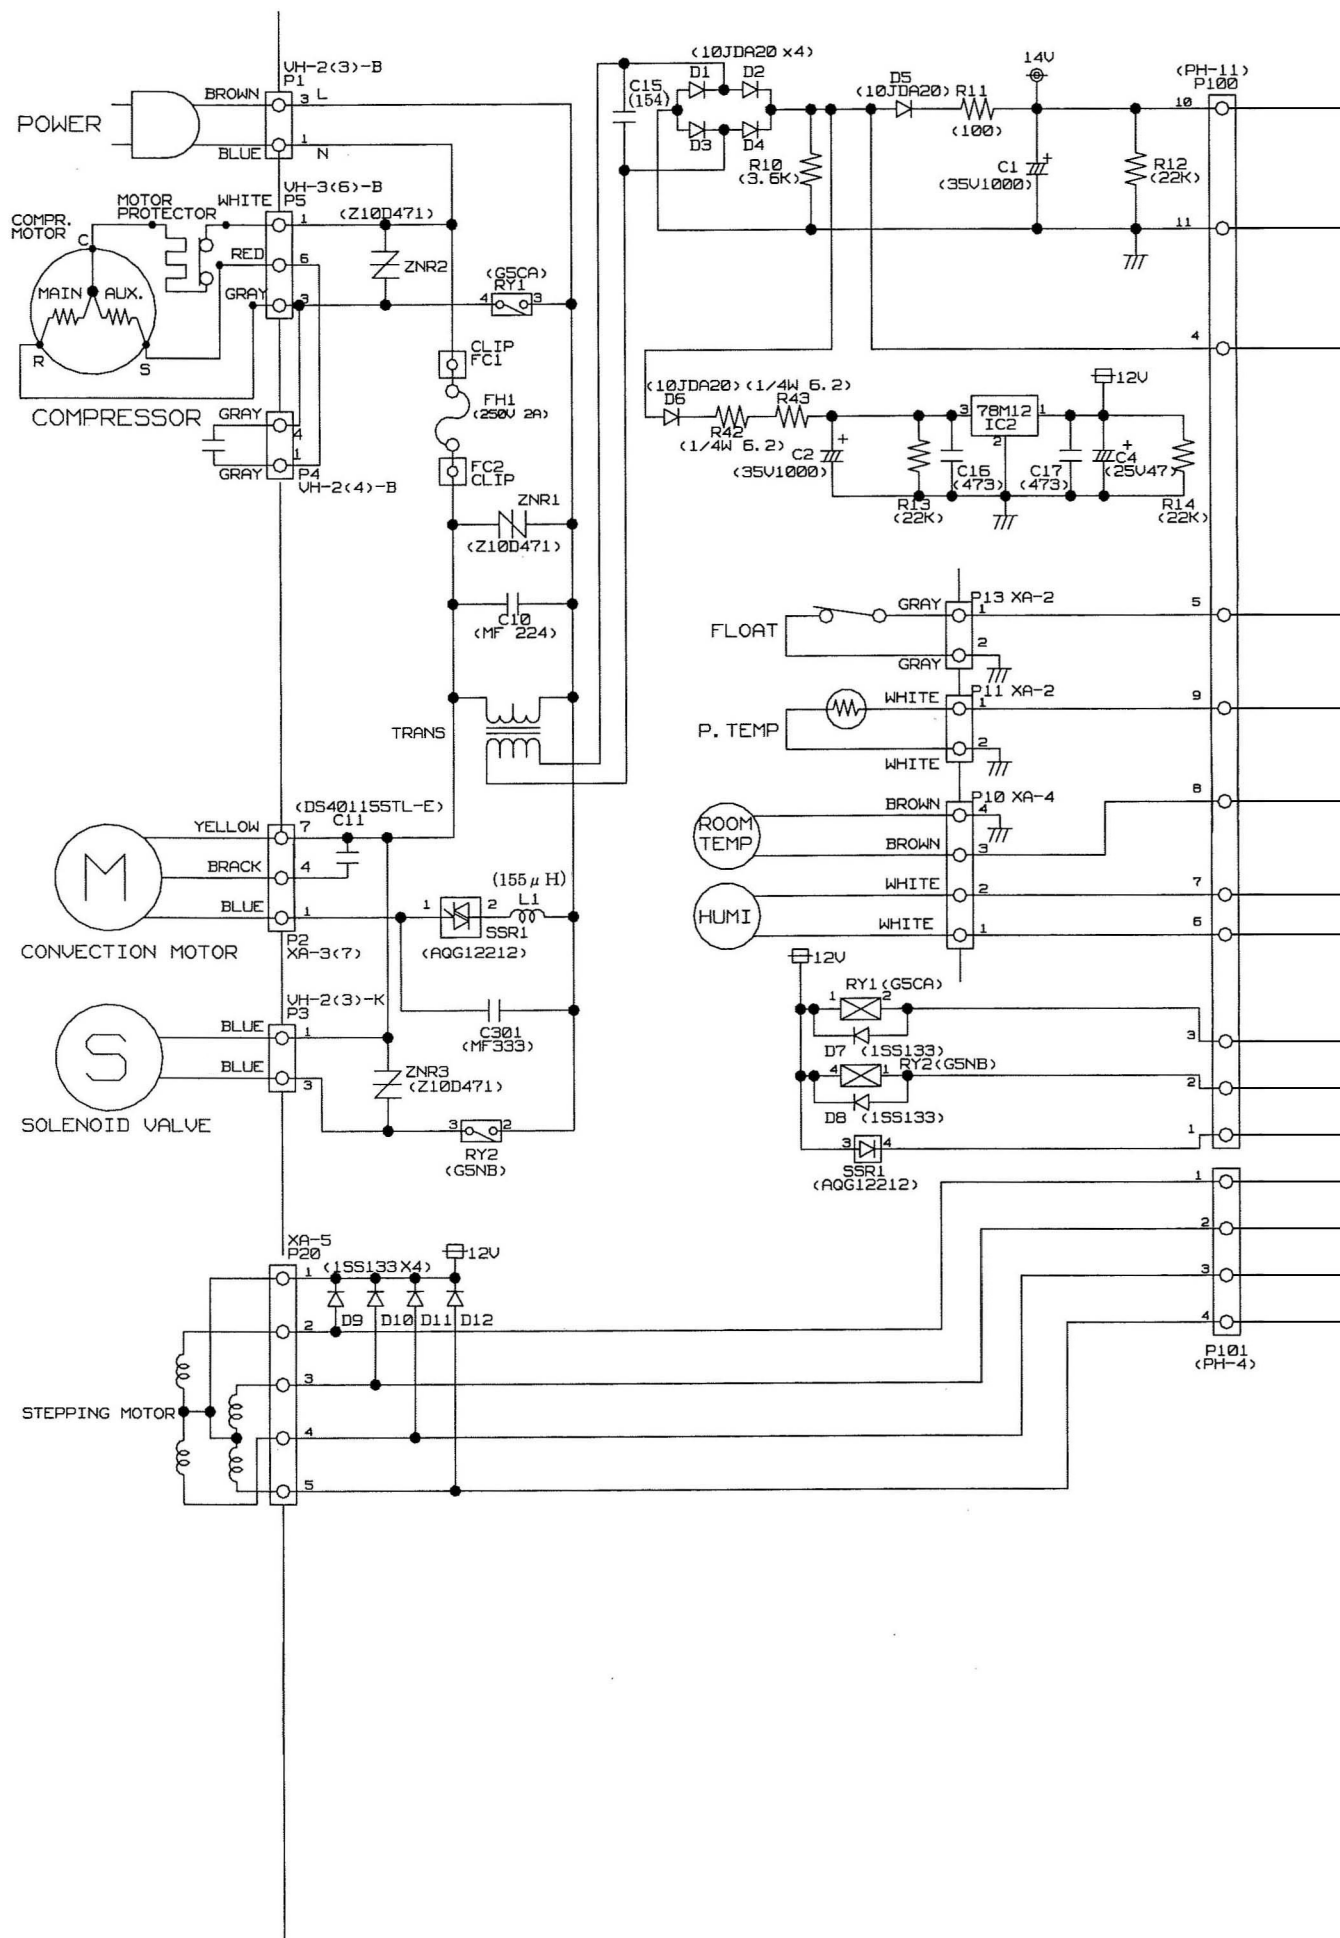 VH-2(3)-B
P1
BROWN 3 L
POWER
BLUE 1 N
VH-3(6)-B
MOTOR PROTECTOR
WHITE P5
1
(Z10D471)
COMPR. MOTOR
C
RED 6
ZNR2
MAIN AUX.
GRAY 3
(G5CA)
RY1
4 3
R S
COMPRESSOR
CLIP
FC1
FH1
(250V 2A)
GRAY 4
1
GRAY P4
VH-2(4)-B
FC2
CLIP
ZNR1
(Z10D471)
C10
(MF 224)
TRANS
(DS401155TL-E)
YELLOW 7 C11
BRACK 4
M
BLUE 1
(155μH)
1 2 L1
SSR1
(AQG12212)
P2
XA-3(7)
CONVECTION MOTOR
VH-2(3)-K
P3
BLUE 1
C301
(MF333)
S
BLUE 3
ZNR3
(Z10D471)
SOLENOID VALVE
3 2
RY2
(G5NB)
XA-5
P20
1 (1SS133X4)
12V
D9 D10 D11 D12
2
3
STEPPING MOTOR
4
5
(10JDA20 x4)
D1 D2
C15
(154)
D3 D4
D5
(10JDA20)
R11
(100)
14V
(PH-11)
P100
10
R10
(3.6K)
C1
+
(35V1000)
R12
(22K)
11
4
(10JDA20) (1/4W 6.2)
D6 R43
R42
(1/4W 6.2)
C2
+
(35V1000)
R13
(22K)
C16
(473)
3 78M12 1
IC2
2
C17
(473)
12V
C4
+
(25V47)
R14
(22K)
P13 XA-2
GRAY 1 5
FLOAT
2
GRAY
P11 XA-2
WHITE 1 9
P. TEMP
2
WHITE
P10 XA-4
BROWN 4 8
ROOM TEMP
BROWN 3
WHITE 2 7
HUMI
WHITE 1 6
12V
RY1(G5CA)
1 2
D7 (1SS133)
3
RY2(G5NB)
4 1
D8 (1SS133)
2
3 4
SSR1
(AQG12212)
1
1
2
3
4
P101
(PH-4)